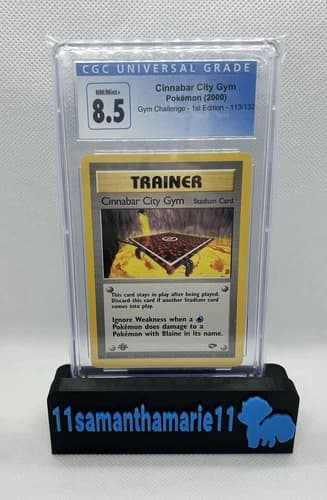 CGC UNIVERSAL GRADE
NM/Mint+
8.5
Cinnabar City Gym
Pokémon (2000)
Gym Challenge - 1st Edition - 113/132
TRAINER
Cinnabar City Gym Stadium Card
This card stays in play after being played.
Discard this card if another Stadium card
comes into play.
Ignore Weakness when a
Pokémon does damage to a
Pokémon with Blaine in its name.
11samanthamarie11